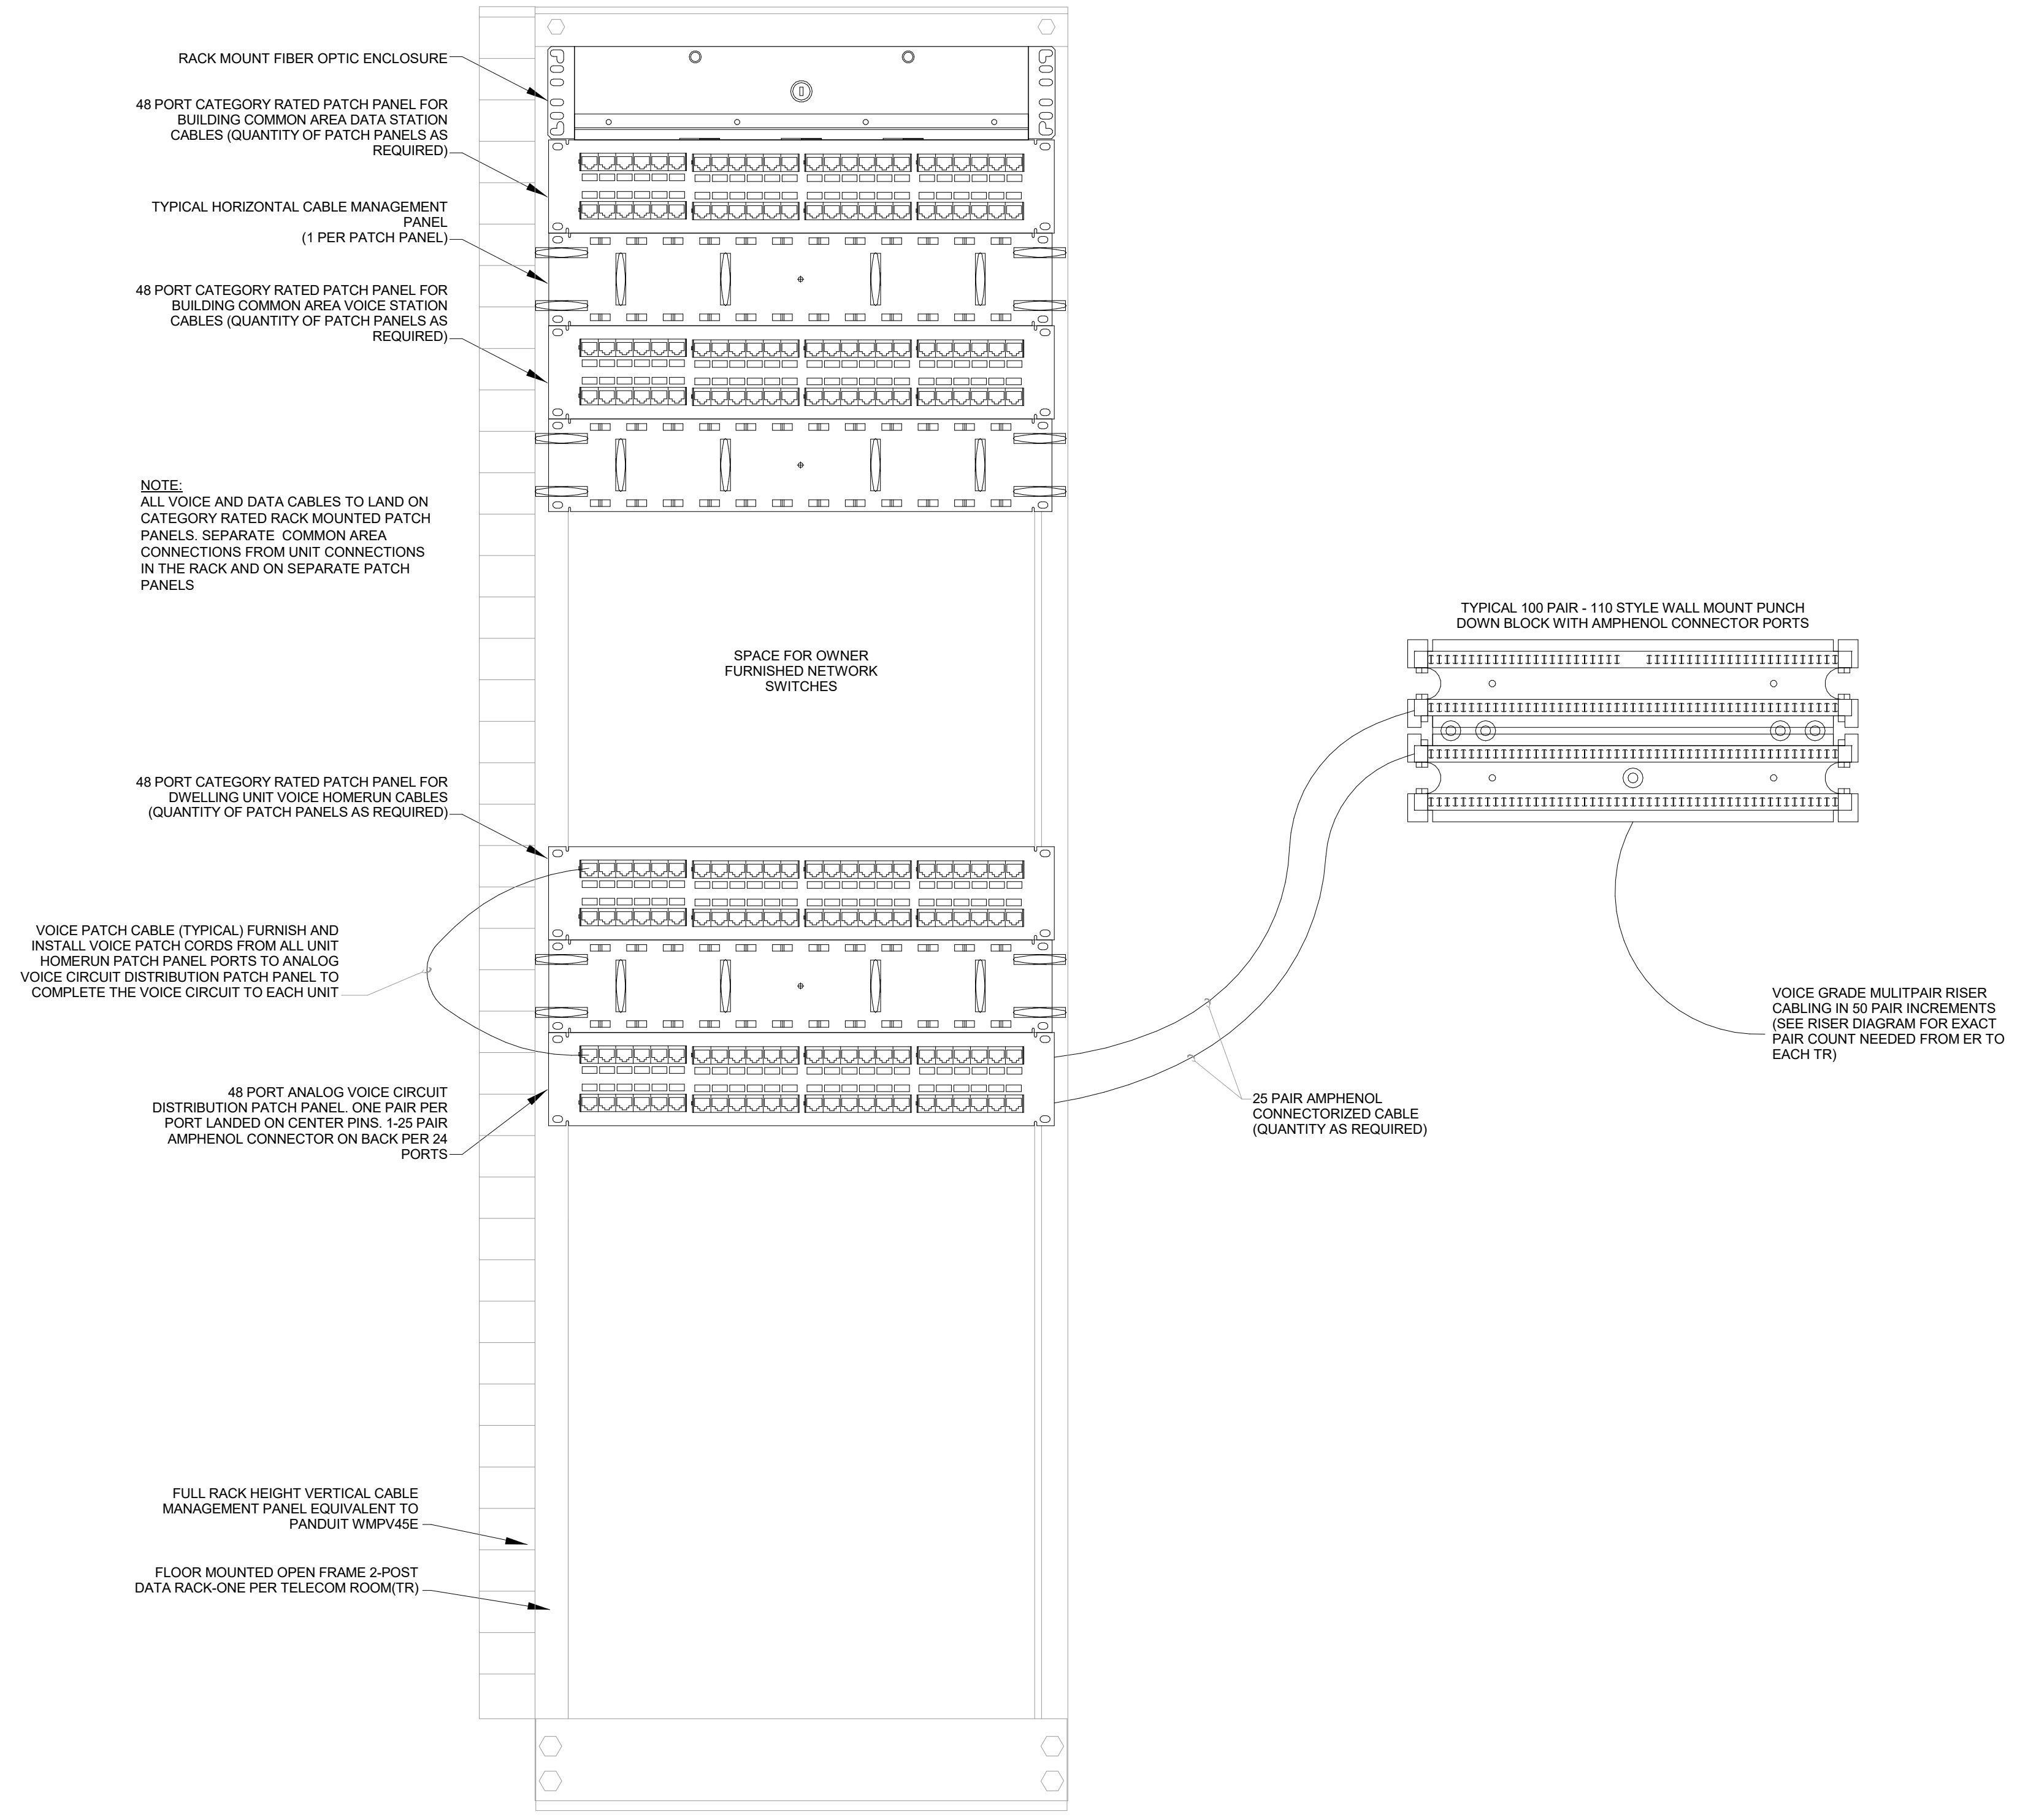 RACK MOUNT FIBER OPTIC ENCLOSURE
48 PORT CATEGORY RATED PATCH PANEL FOR
BUILDING COMMON AREA DATA STATION
CABLES (QUANTITY OF PATCH PANELS AS
REQUIRED)
TYPICAL HORIZONTAL CABLE MANAGEMENT
PANEL
(1 PER PATCH PANEL)
48 PORT CATEGORY RATED PATCH PANEL FOR
BUILDING COMMON AREA VOICE STATION
CABLES (QUANTITY OF PATCH PANELS AS
REQUIRED)
NOTE:
ALL VOICE AND DATA CABLES TO LAND ON
CATEGORY RATED RACK MOUNTED PATCH
PANELS. SEPARATE COMMON AREA
CONNECTIONS FROM UNIT CONNECTIONS
IN THE RACK AND ON SEPARATE PATCH
PANELS
TYPICAL 100 PAIR - 110 STYLE WALL MOUNT PUNCH
DOWN BLOCK WITH AMPHENOL CONNECTOR PORTS
SPACE FOR OWNER
FURNISHED NETWORK
SWITCHES
48 PORT CATEGORY RATED PATCH PANEL FOR
DWELLING UNIT VOICE HOMERUN CABLES
(QUANTITY OF PATCH PANELS AS REQUIRED)
VOICE PATCH CABLE (TYPICAL) FURNISH AND
INSTALL VOICE PATCH CORDS FROM ALL UNIT
HOMERUN PATCH PANEL PORTS TO ANALOG
VOICE CIRCUIT DISTRIBUTION PATCH PANEL TO
COMPLETE THE VOICE CIRCUIT TO EACH UNIT
VOICE GRADE MULITPAIR RISER
CABLING IN 50 PAIR INCREMENTS
(SEE RISER DIAGRAM FOR EXACT
PAIR COUNT NEEDED FROM ER TO
EACH TR)
48 PORT ANALOG VOICE CIRCUIT
DISTRIBUTION PATCH PANEL. ONE PAIR PER
PORT LANDED ON CENTER PINS. 1-25 PAIR
AMPHENOL CONNECTOR ON BACK PER 24
PORTS
25 PAIR AMPHENOL
CONNECTORIZED CABLE
(QUANTITY AS REQUIRED)
FULL RACK HEIGHT VERTICAL CABLE
MANAGEMENT PANEL EQUIVALENT TO
PANDUIT WMPV45E
FLOOR MOUNTED OPEN FRAME 2-POST
DATA RACK-ONE PER TELECOM ROOM(TR)